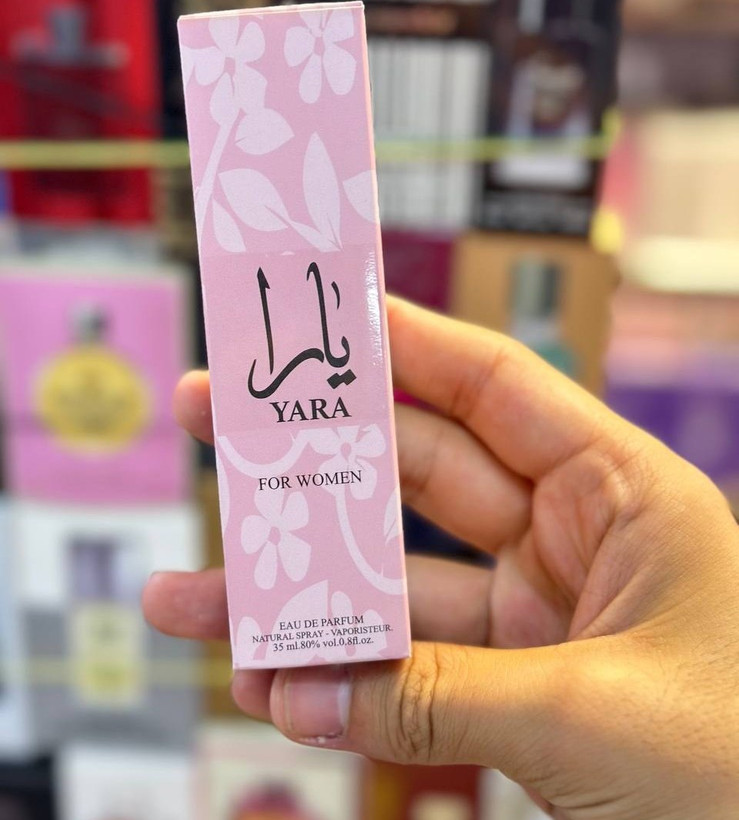 يارا
YARA
FOR WOMEN
EAU DE PARFUM
NATURAL SPRAY - VAPORISTEUR.
35 ml.80% vol.0.8fl.oz.